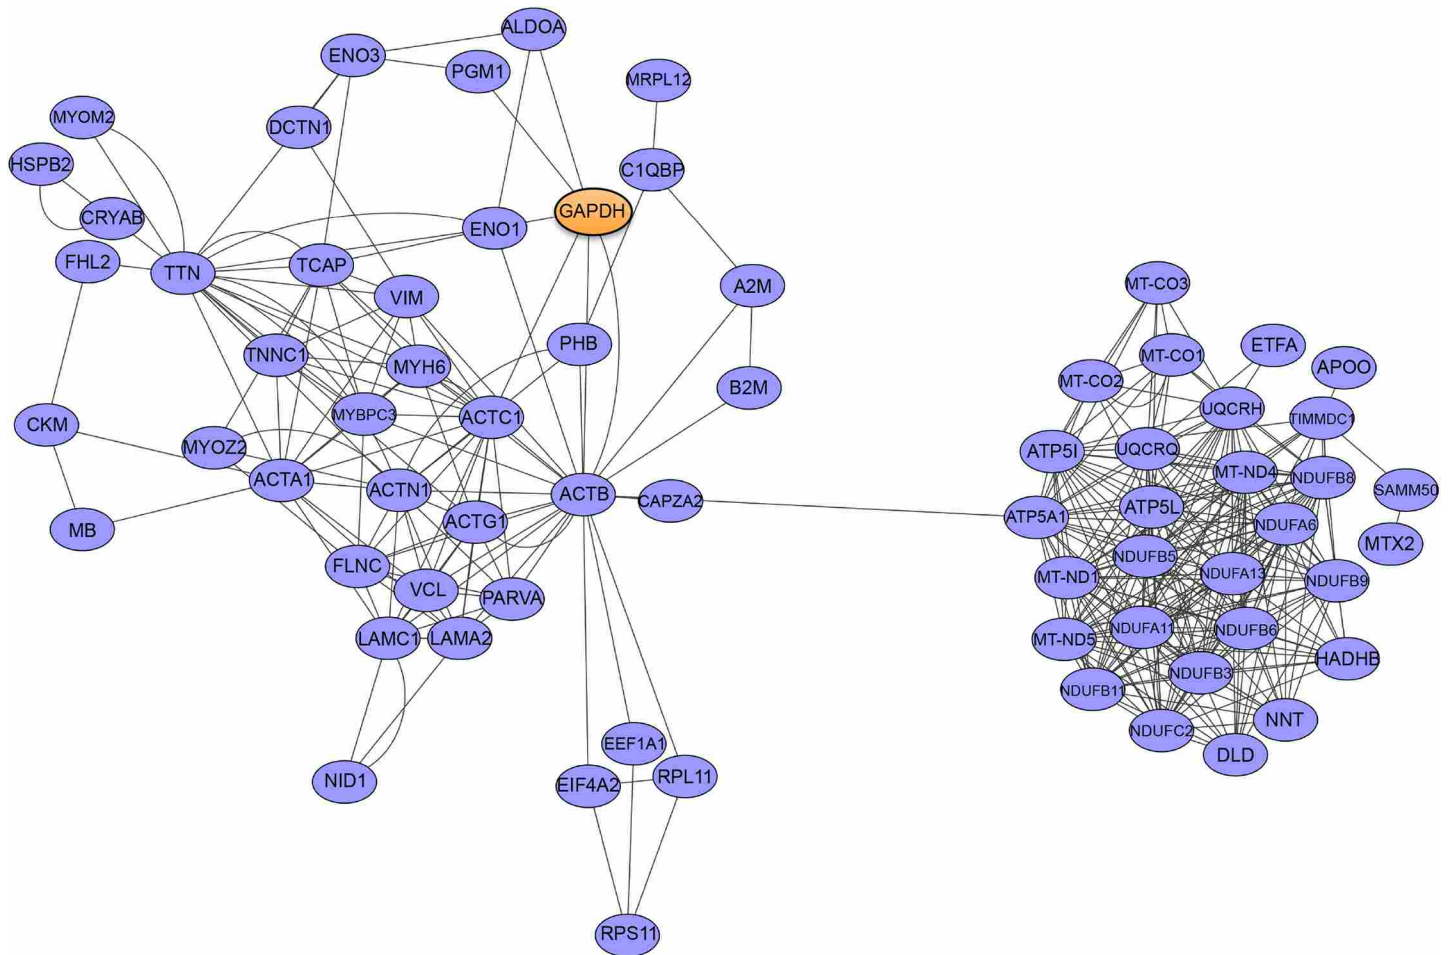 ALDOA
ENO3
PGM1
MRPL12
MYOM2
DCTN1
HSPB2
C1QBP
CRYAB
GAPDH
ENO1
FHL2
TTN
TCAP
A2M
MT-CO3
VIM
PHB
ETFA
TNNC1
MT-CO1
MYH6
APOO
MT-CO2
B2M
MYBPC3
ACTC1
UQCRH
TIMMDC1
CKM
MYOZ2
ATP5I
UQCRQ
MT-ND4
NDUFB8
ACTA1
ACTN1
ACTB
CAPZA2
SAMM50
ATP5A1
ATP5L
MB
ACTG1
NDUFA6
MTX2
FLNC
NDUFB5
NDUFA13
MT-ND1
NDUFB9
VCL
PARVA
LAMC1
LAMA2
MT-ND5
NDUFA11
NDUFB6
HADHB
NDUFB3
NDUFB11
NNT
NDUFC2
EEF1A1
DLD
NID1
EIF4A2
RPL11
RPS11